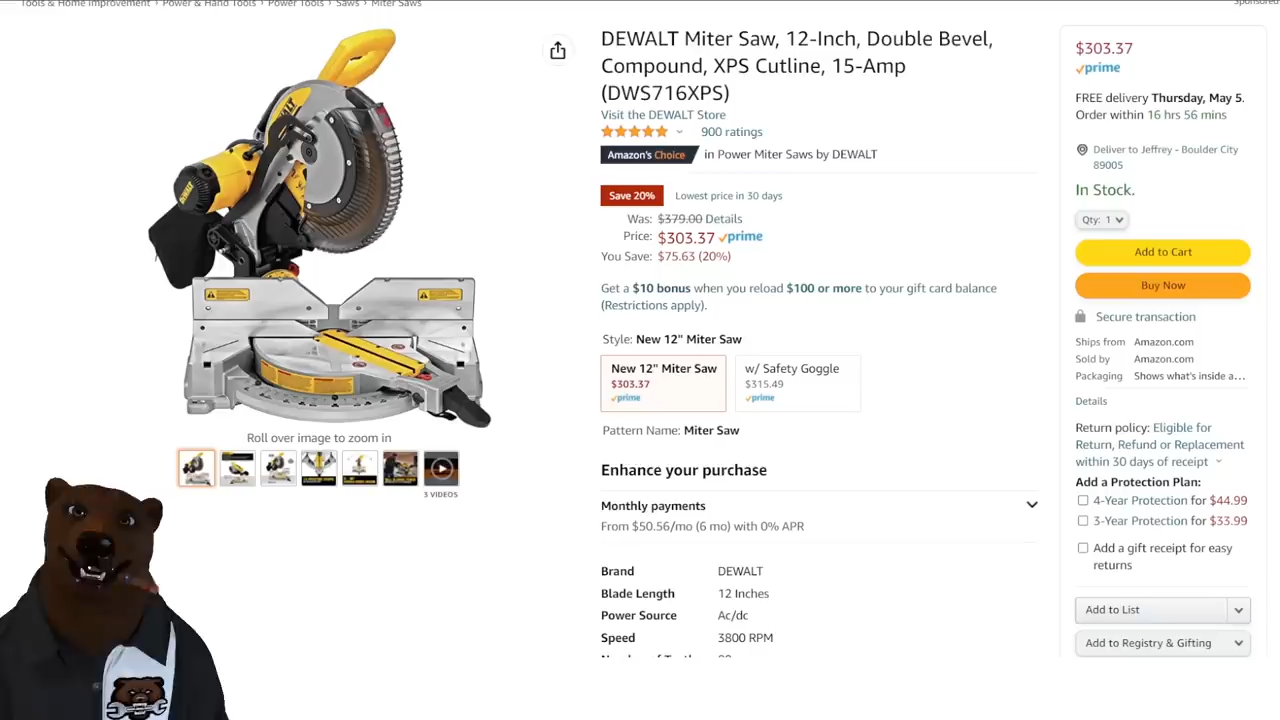 Tools & Home Improvement › Power & Hand Tools › Power Tools › Saws › Miter Saws
Sponsored
DEWALT Miter Saw, 12-Inch, Double Bevel,
Compound, XPS Cutline, 15-Amp
(DWS716XPS)
Visit the DEWALT Store
900 ratings
Amazon's Choice in Power Miter Saws by DEWALT
Save 20% Lowest price in 30 days
Was: $379.00 Details
Price: $303.37 prime
You Save: $75.63 (20%)
Get a $10 bonus when you reload $100 or more to your gift card balance
(Restrictions apply).
Style: New 12" Miter Saw
New 12" Miter Saw
$303.37
prime
w/ Safety Goggle
$315.49
prime
Pattern Name: Miter Saw
Enhance your purchase
Monthly payments
From $50.56/mo (6 mo) with 0% APR
Brand DEWALT
Blade Length 12 Inches
Power Source Ac/dc
Speed 3800 RPM
DEWALT
DEWALT
Roll over image to zoom in
3 VIDEOS
$303.37
prime
FREE delivery Thursday, May 5.
Order within 16 hrs 56 mins
Deliver to Jeffrey - Boulder City
89005
In Stock.
Qty: 1
Add to Cart
Buy Now
Secure transaction
Ships from Amazon.com
Sold by Amazon.com
Packaging Shows what's inside a…
Details
Return policy: Eligible for
Return, Refund or Replacement
within 30 days of receipt
Add a Protection Plan:
4-Year Protection for $44.99
3-Year Protection for $33.99
Add a gift receipt for easy
returns
Add to List
Add to Registry & Gifting